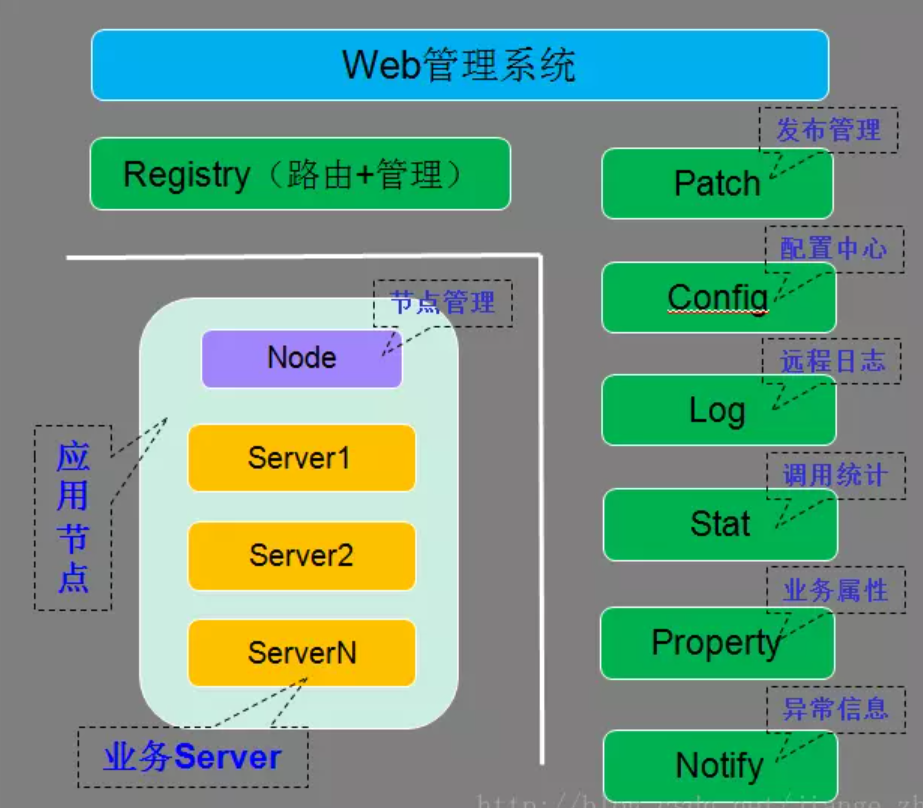 Web管理系统
发布管理
Registry（路由+管理）
Patch
配置中心
Config
节点管理
Node
远程日志
Log
应
用
节
点
Server1
调用统计
Stat
Server2
业务属性
Property
ServerN
异常信息
业务Server
Notify